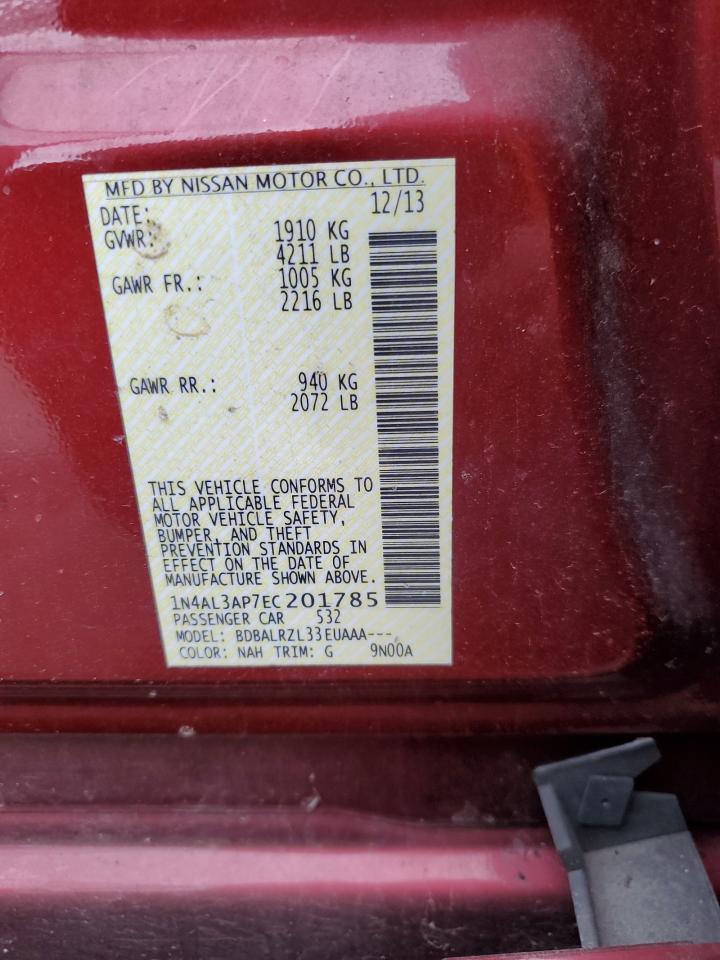 MFD BY NISSAN MOTOR CO., LTD.
DATE: 12/13
GVWR: 1910 KG
4211 LB
GAWR FR.: 1005 KG
2216 LB
GAWR RR.: 940 KG
2072 LB
THIS VEHICLE CONFORMS TO
ALL APPLICABLE FEDERAL
MOTOR VEHICLE SAFETY,
BUMPER, AND THEFT
PREVENTION STANDARDS IN
EFFECT ON THE DATE OF
MANUFACTURE SHOWN ABOVE.
1N4AL3AP7EC201785
PASSENGER CAR 532
MODEL: BDBALRZL33EUAAA---
COLOR: NAH TRIM: G 9N00A